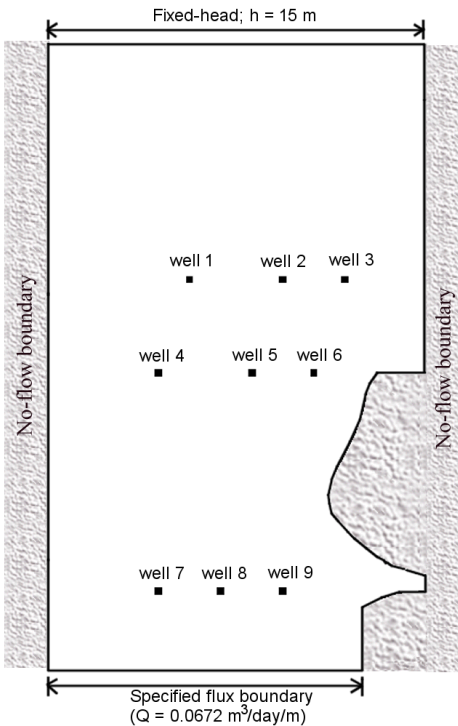 Fixed-head; h = 15 m
well 1
well 2
well 3
No-flow boundary
No-flow boundary
well 4
well 5
well 6
well 7
well 8
well 9
Specified flux boundary
(Q = 0.0672 m³/day/m)